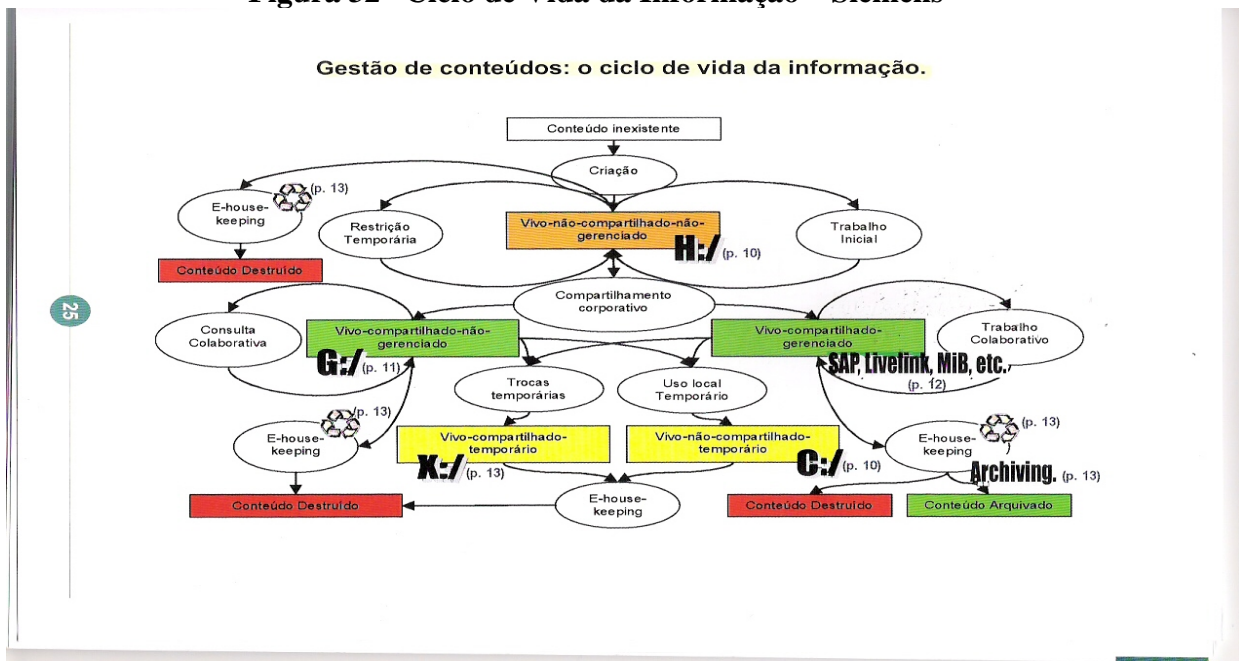 Figura 32 - Ciclo de Vida da Informação – Siemens
Gestão de conteúdos: o ciclo de vida da informação.
Conteúdo inexistente
Criação
(p. 13)
E-house-
keeping
Restrição
Temporária
Vivo-não-compartilhado-não-
gerenciado
H:/ (p. 10)
Trabalho
Inicial
Conteúdo Destruído
Compartilhamento
corporativo
25
Consulta
Colaborativa
Vivo-compartilhado-não-
gerenciado
G:/ (p. 11)
Vivo-compartilhado-
gerenciado
SAP, Livelink, MiB, etc.
(p. 12)
Trabalho
Colaborativo
Trocas
temporárias
Uso local
Temporário
(p. 13)
E-house-
keeping
Vivo-compartilhado-
temporário
X:/ (p. 13)
Vivo-não-compartilhado-
temporário
C:/ (p. 10)
(p. 13)
E-house-
keeping
Archiving. (p. 13)
Conteúdo Destruído
E-house-
keeping
Conteúdo Destruído
Conteúdo Arquivado